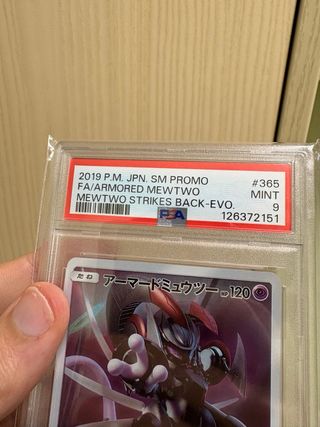 2019 P.M. JPN. SM PROMO #365
FA/ARMORED MEWTWO MINT
MEWTWO STRIKES BACK-EVO. 9
PSA 126372151
たね アーマードミュウツー HP 120